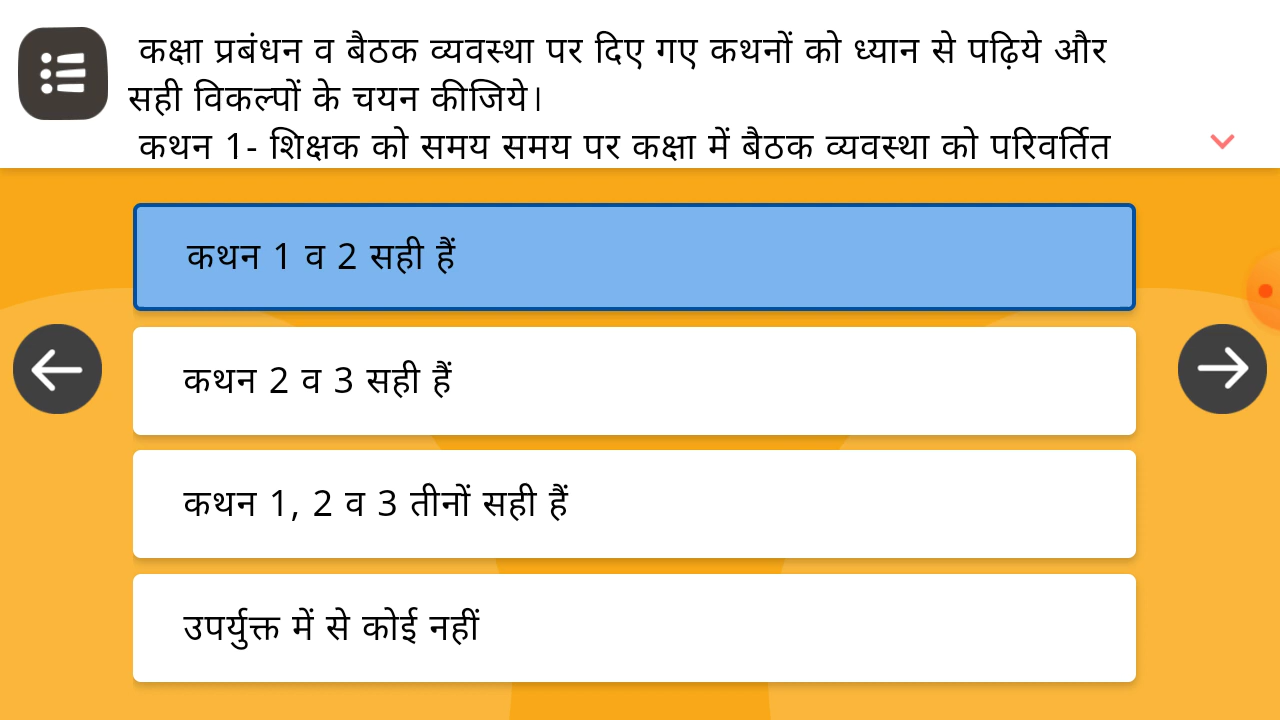 कक्षा प्रबंधन व बैठक व्यवस्था पर दिए गए कथनों को ध्यान से पढ़िये और
सही विकल्पों के चयन कीजिये।
कथन 1- शिक्षक को समय समय पर कक्षा में बैठक व्यवस्था को परिवर्तित
कथन 1 व 2 सही हैं
कथन 2 व 3 सही हैं
कथन 1, 2 व 3 तीनों सही हैं
उपर्युक्त में से कोई नहीं